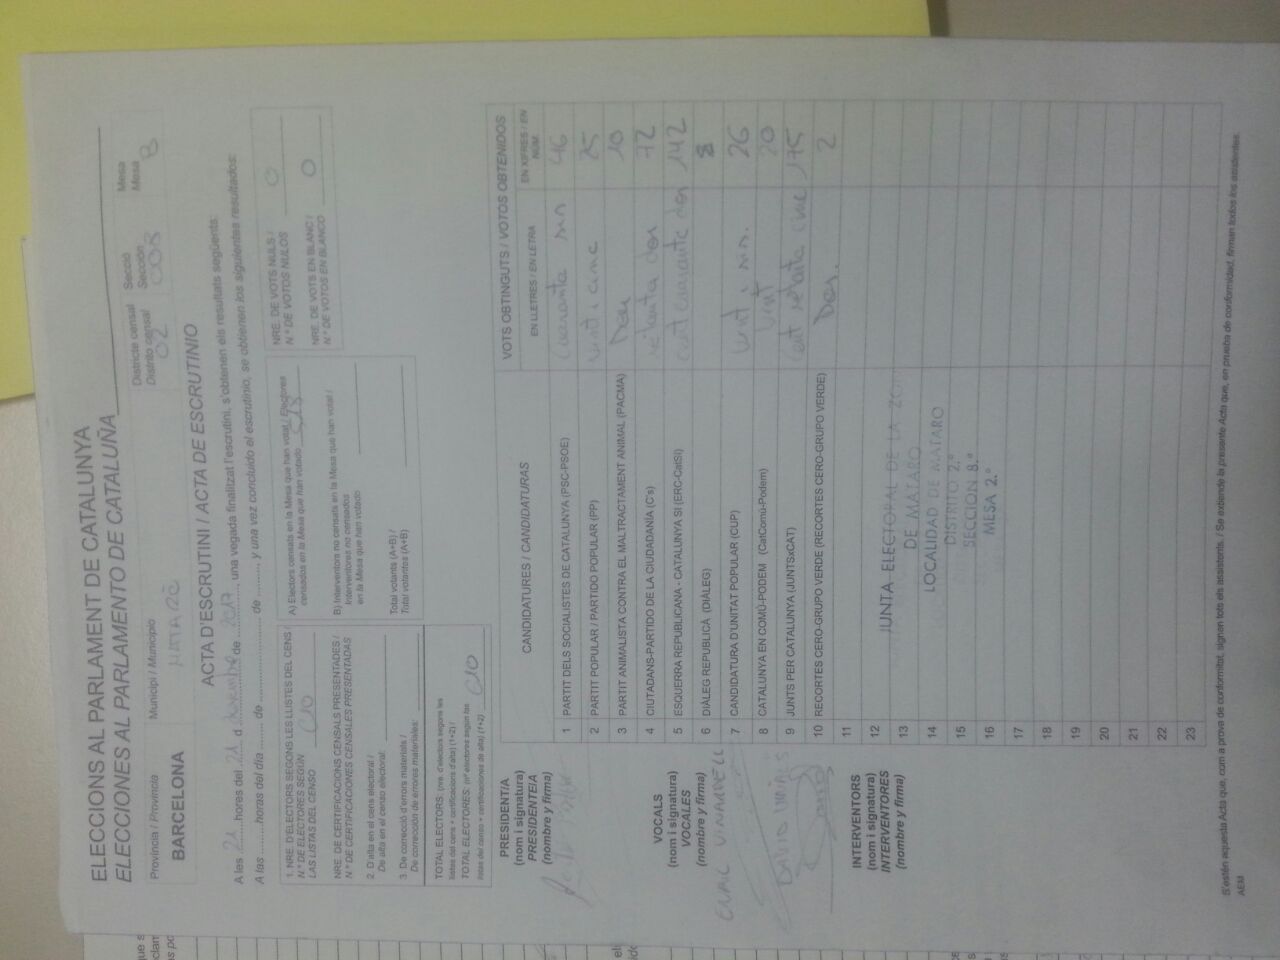 ELECCIONS AL PARLAMENT DE CATALUNYA
ELECCIONES AL PARLAMENTO DE CATALUÑA
Província / Provincia
BARCELONA
Municipi / Municipio
MATARÓ
Districte censal
Distrito censal
02
Secció
Sección
008
Mesa
Mesa
B
ACTA D'ESCRUTINI / ACTA DE ESCRUTINIO
A les 21 hores del 21 d desembre de 2017, una vegada finalitzat l'escrutini, s'obtenen els resultats següents:
A las ........ horas del día ........ de ........ de ........, y una vez concluido el escrutinio, se obtienen los siguientes resultados:
1. NRE. D'ELECTORS SEGONS LES LLISTES DEL CENS /
N.º DE ELECTORES SEGÚN
LAS LISTAS DEL CENSO
NRE. DE CERTIFICACIONS CENSALS PRESENTADES /
N.º DE CERTIFICACIONES CENSALES PRESENTADAS
2. D'alta en el cens electoral /
De alta en el censo electoral:
3. De correcció d'errors materials /
De corrección de errores materiales:
TOTAL ELECTORS (nre. d'electors segons les
llistes del cens + certificacions d'alta) (1+2) /
TOTAL ELECTORES: (nº electores según las
listas del censo + certificaciones de alta) (1+2)
A) Electors censats en la Mesa que han votat / Electores
censados en la Mesa que han votado 518
B) Interventors no censats en la Mesa que han votat /
Interventores no censados
en la Mesa que han votado
Total votants (A+B) /
Total votantes (A+B)
NRE. DE VOTS NULS /
N.º DE VOTOS NULOS 0
NRE. DE VOTS EN BLANC /
N.º DE VOTOS EN BLANCO 0
PRESIDENT/A
(nom i signatura)
PRESIDENTE/A
(nombre y firma)
VOCALS
(nom i signatura)
VOCALES
(nombre y firma)
DAVID
INTERVENTORS
(nom i signatura)
INTERVENTORES
(nombre y firma)
CANDIDATURES / CANDIDATURAS
VOTS OBTINGUTS / VOTOS OBTENIDOS
EN LLETRES / EN LETRA
EN XIFRES / EN NÚM.
1 PARTIT DELS SOCIALISTES DE CATALUNYA (PSC-PSOE) Quaranta sis 46
2 PARTIT POPULAR / PARTIDO POPULAR (PP) vint i cinc 25
3 PARTIT ANIMALISTA CONTRA EL MALTRACTAMENT ANIMAL (PACMA) Deu 10
4 CIUTADANS-PARTIDO DE LA CIUDADANÍA (C's) setanta dos 72
5 ESQUERRA REPUBLICANA - CATALUNYA SÍ (ERC-CatSÍ) cent quaranta dos 142
6 DIÀLEG REPUBLICÀ (DIÀLEG)
7 CANDIDATURA D'UNITAT POPULAR (CUP) Vint i sis. 26
8 CATALUNYA EN COMÚ-PODEM (CatComú-Podem) Vint 20
9 JUNTS PER CATALUNYA (JUNTSxCAT) Cent setanta cinc 175
10 RECORTES CERO-GRUPO VERDE (RECORTES CERO-GRUPO VERDE) Dos. 2
11
12
13
14
15
16
17
18
19
20
21
22
23
JUNTA ELECTORAL DE LA ZONA
DE MATARO
LOCALIDAD DE MATARO
DISTRITO 2.º
SECCION 8.ª
MESA 2.º
S'estén aquesta Acta que, com a prova de conformitat, signan tots els assistents. / Se extiende la presente Acta que, en prueba de conformidad, firman todos los asistentes.
AEM